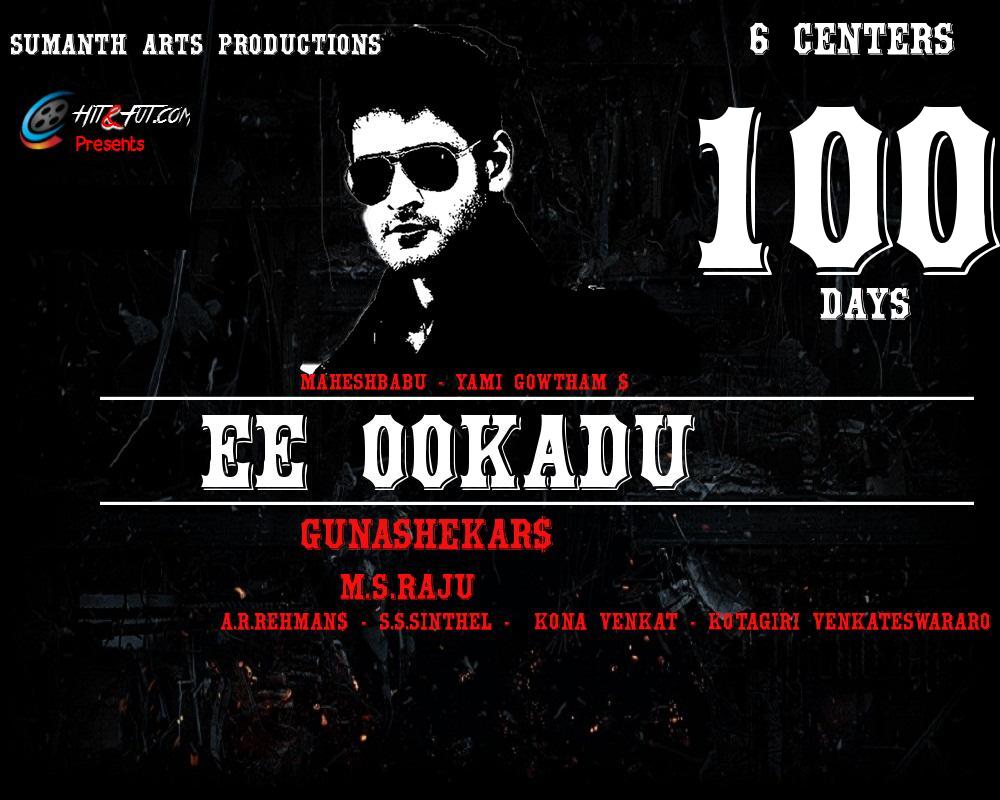 SUMANTH ARTS PRODUCTIONS
6 CENTERS
HIT&FUT.COM
Presents
100
DAYS
MAHESHBABU - YAMI GOWTHAM $
EE OOKADU
GUNASHEKAR$
M.S.RAJU
A.R.REHMAN$ - S.S.SINTHEL - KONA VENKAT - KOTAGIRI VENKATESWARARO